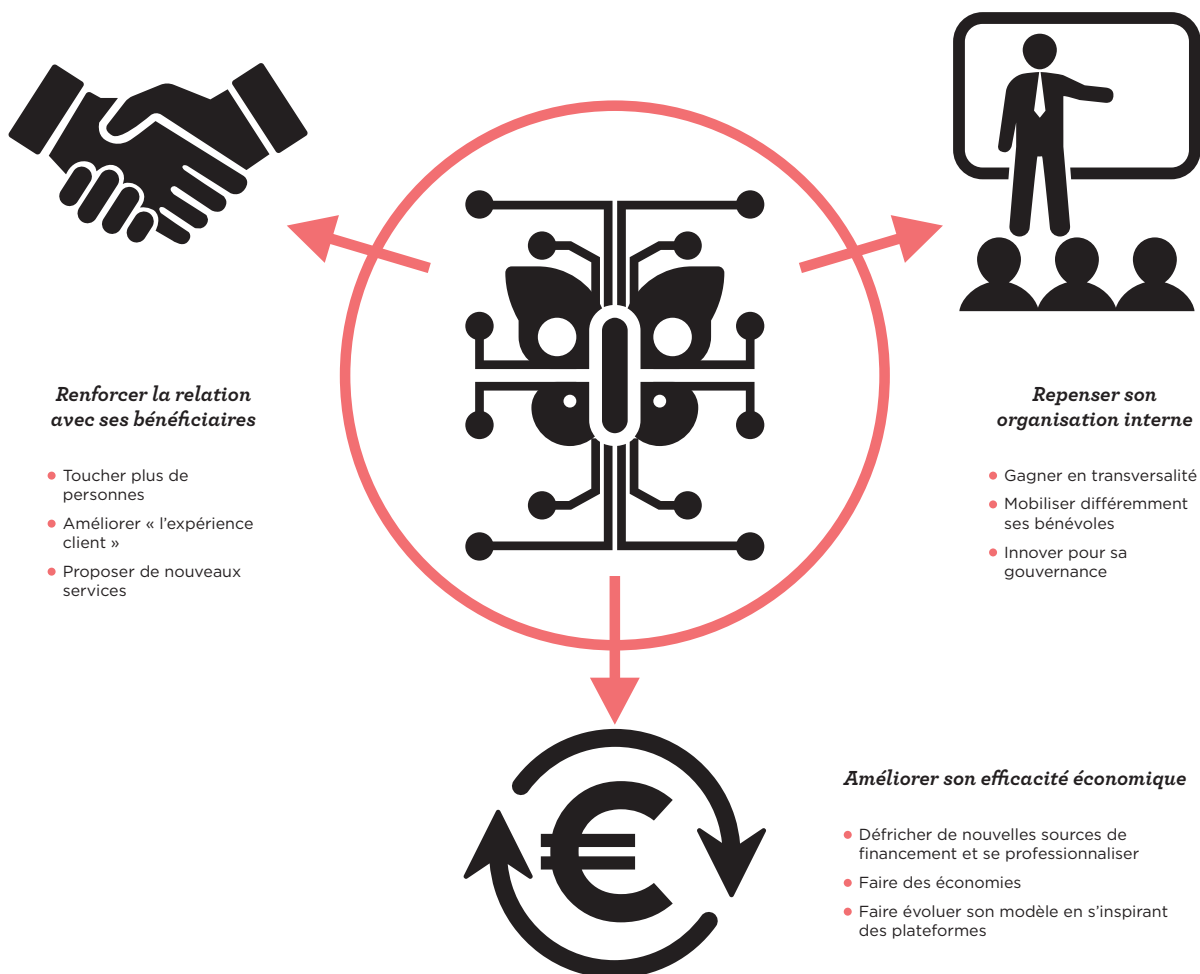 Renforcer la relation
avec ses bénéficiaires
• Toucher plus de
personnes
• Améliorer « l'expérience
client »
• Proposer de nouveaux
services
Repenser son
organisation interne
• Gagner en transversalité
• Mobiliser différemment
ses bénévoles
• Innover pour sa
gouvernance
€
Améliorer son efficacité économique
• Défricher de nouvelles sources de
financement et se professionnaliser
• Faire des économies
• Faire évoluer son modèle en s'inspirant
des plateformes